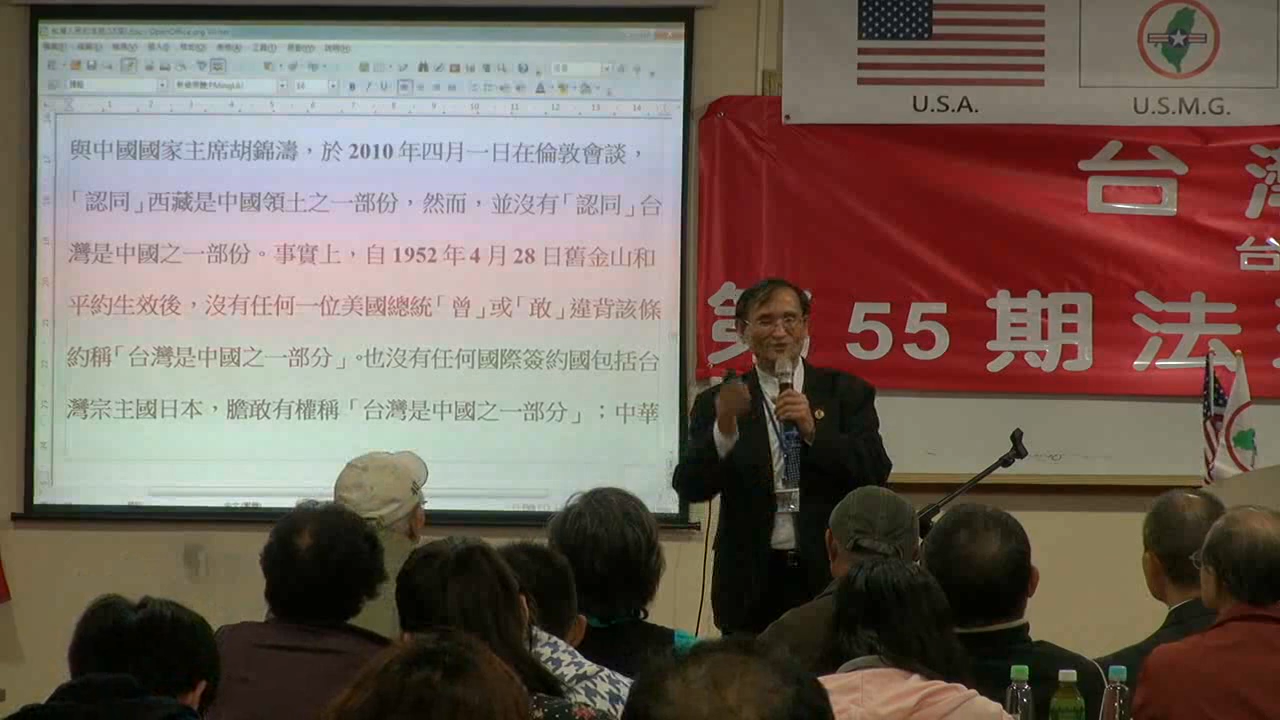 與中國國家主席胡錦濤，於 2010 年四月一日在倫敦會談，
「認同」西藏是中國領土之一部份，然而，並沒有「認同」台
灣是中國之一部份。事實上，自 1952 年 4 月 28 日舊金山和
平約生效後，沒有任何一位美國總統「曾」或「敢」違背該條
約稱「台灣是中國之一部分」。也沒有任何國際簽約國包括台
灣宗主國日本，膽敢有權稱「台灣是中國之一部分」；中華
U.S.A.
U.S.M.G.
台灣
台
第 55 期法